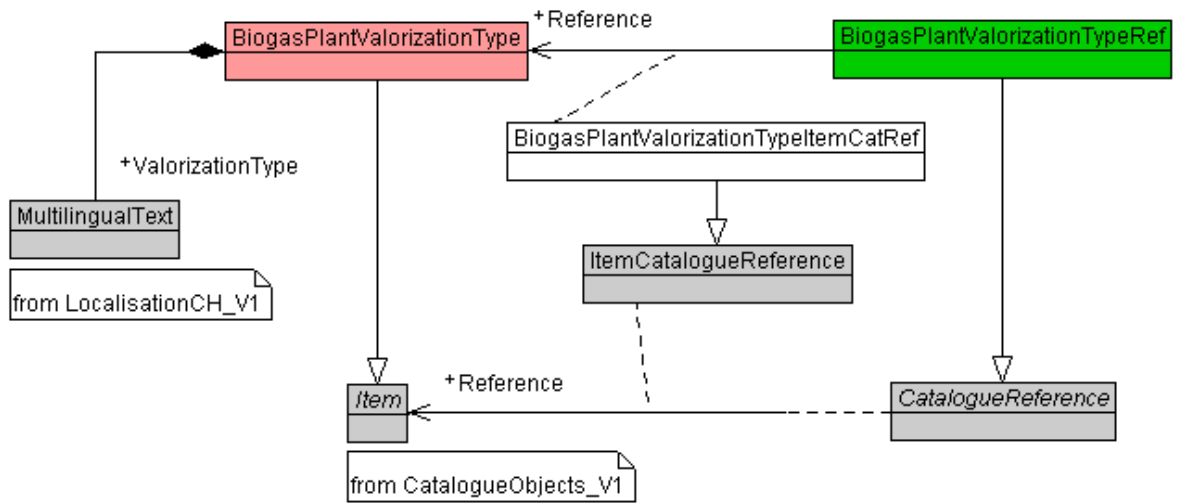 +Reference
BiogasPlantValorizationType
BiogasPlantValorizationTypeRef
BiogasPlantValorizationTypeItemCatRef
+ValorizationType
MultilingualText
ItemCatalogueReference
from LocalisationCH_V1
+Reference
Item
CatalogueReference
from CatalogueObjects_V1